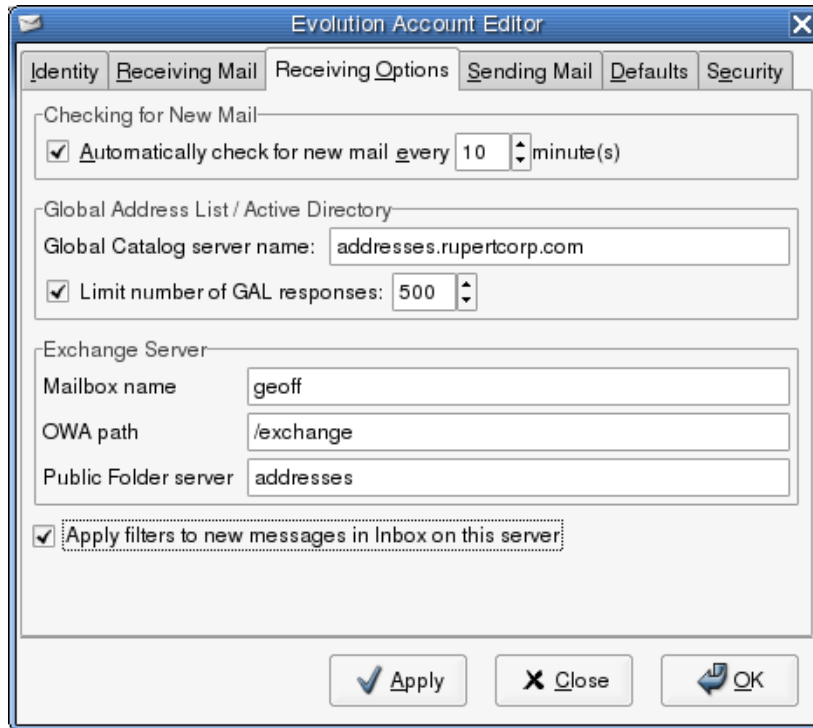 Evolution Account Editor
Identity Receiving Mail Receiving Options Sending Mail Defaults Security
Checking for New Mail
Automatically check for new mail every 10 minute(s)
Global Address List / Active Directory
Global Catalog server name: addresses.rupertcorp.com
Limit number of GAL responses: 500
Exchange Server
Mailbox name geoff
OWA path /exchange
Public Folder server addresses
Apply filters to new messages in Inbox on this server
Apply Close OK